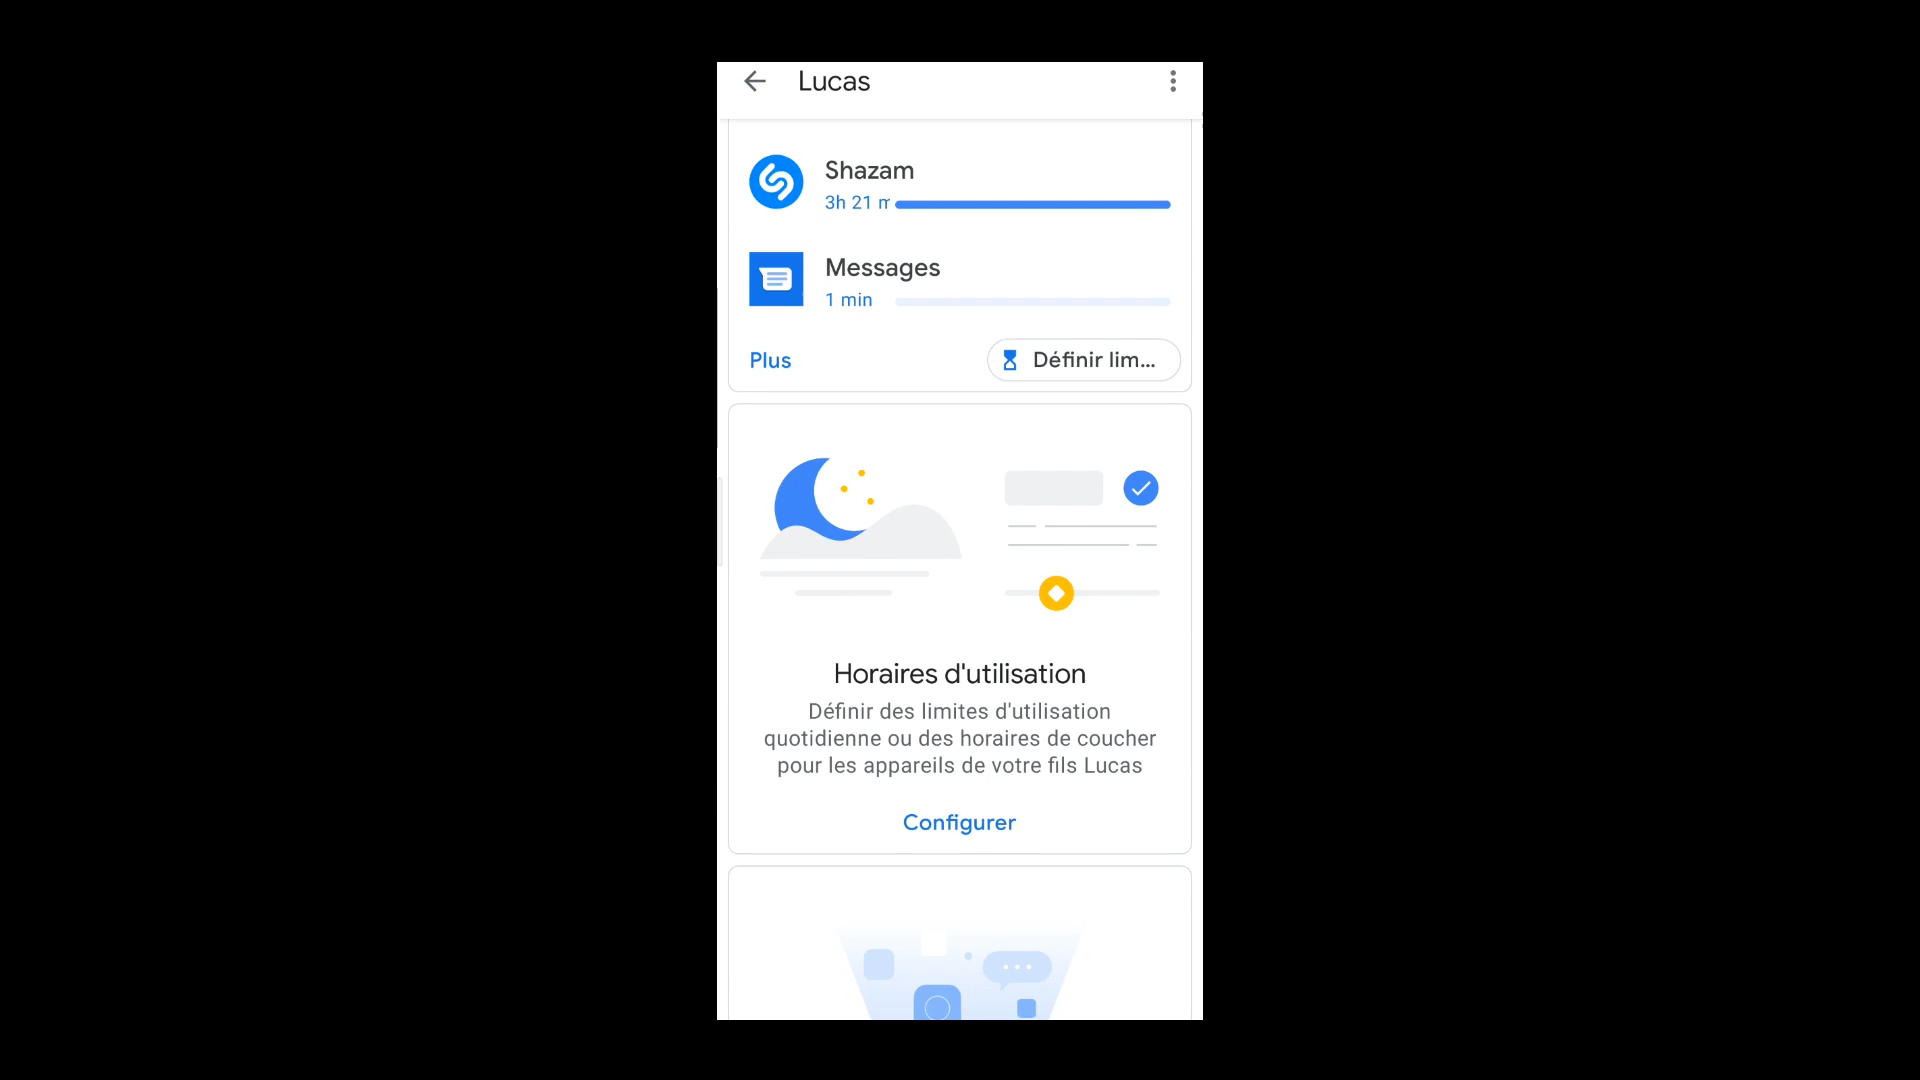 Lucas
Shazam
3h 21 m
Messages
1 min
Plus
Définir lim...
Horaires d'utilisation
Définir des limites d'utilisation
quotidienne ou des horaires de coucher
pour les appareils de votre fils Lucas
Configurer